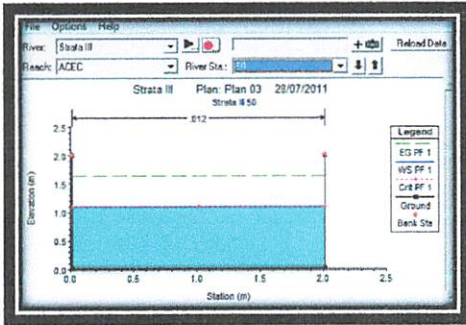 File Options Help
River: Strata III Reload Data
Reach: ACEC River Sta.: 50
Strata III Plan: Plan 03 28/07/2011
Strata III 50
.012
2.5
2.0
1.5
1.0
0.5
0.0
Elevation (m)
0.0 0.5 1.0 1.5 2.0 2.5
Station (m)
Legend
EG PF 1
WS PF 1
Crit PF 1
Ground
Bank Sta